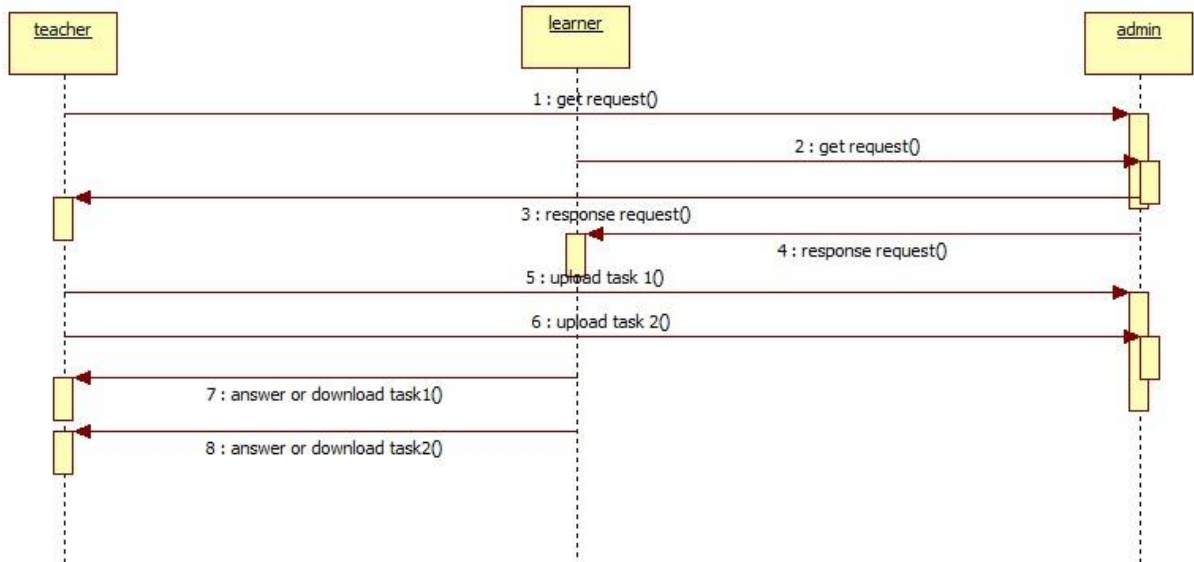 teacher
learner
admin
1 : get request()
2 : get request()
3 : response request()
4 : response request()
5 : upload task 1()
6 : upload task 2()
7 : answer or download task1()
8 : answer or download task2()